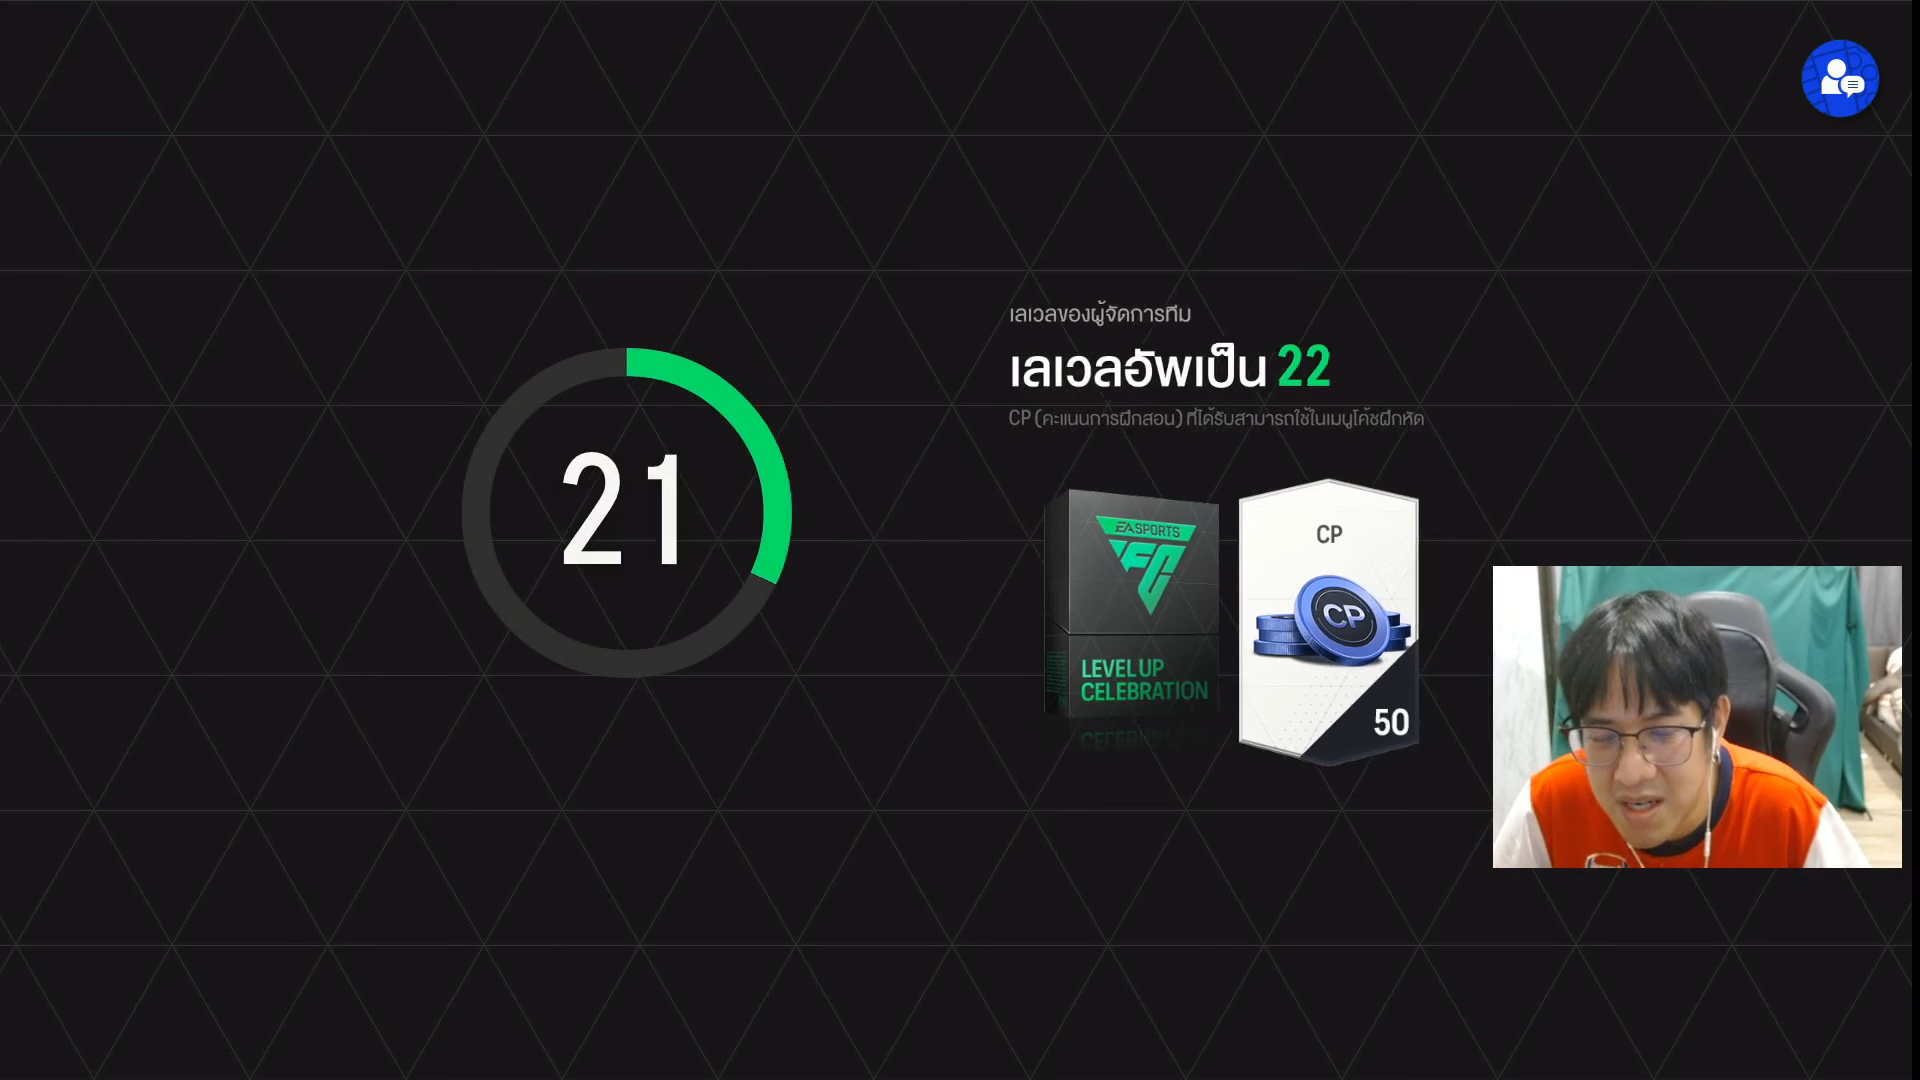 เลเวลของผู้จัดการทีม
เลเวลอัพเป็น 22
CP (คะแนนการฝึกสอน) ที่ได้รับสามารถใช้ในเมนูโค้ชฝึกหัด
21
EA SPORTS
FC
LEVEL UP
CELEBRATION
CP
CP
50